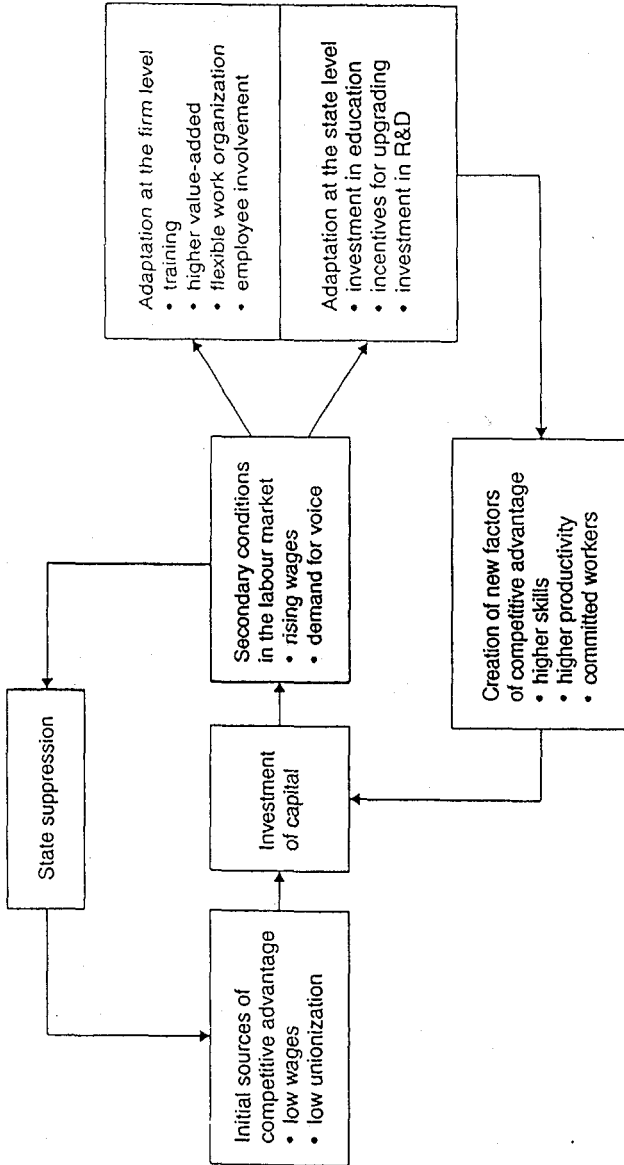 State suppression
Initial sources of
competitive advantage
• low wages
• low unionization
Investment
of capital
Secondary conditions
in the labour market
• rising wages
• demand for voice
Adaptation at the firm level
• training
• higher value-added
• flexible work organization
• employee involvement
Adaptation at the state level
• investment in education
• incentives for upgrading
• investment in R&D
Creation of new factors
of competitive advantage
• higher skills
• higher productivity
• committed workers